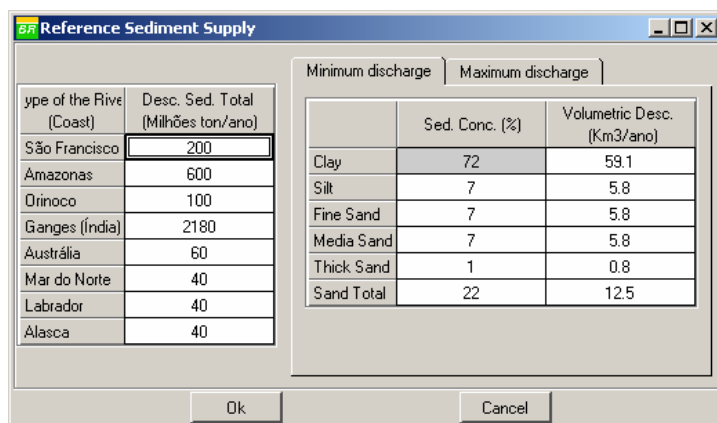 BR Reference Sediment Supply
Minimum discharge Maximum discharge
ype of the Rive (Coast) Desc. Sed. Total (Milhões ton/ano)
São Francisco 200
Amazonas 600
Orinoco 100
Ganges (Índia) 2180
Austrália 60
Mar do Norte 40
Labrador 40
Alasca 40
Sed. Conc. (%) Volumetric Desc. (Km3/ano)
Clay 72 59.1
Silt 7 5.8
Fine Sand 7 5.8
Media Sand 7 5.8
Thick Sand 1 0.8
Sand Total 22 12.5
Ok Cancel